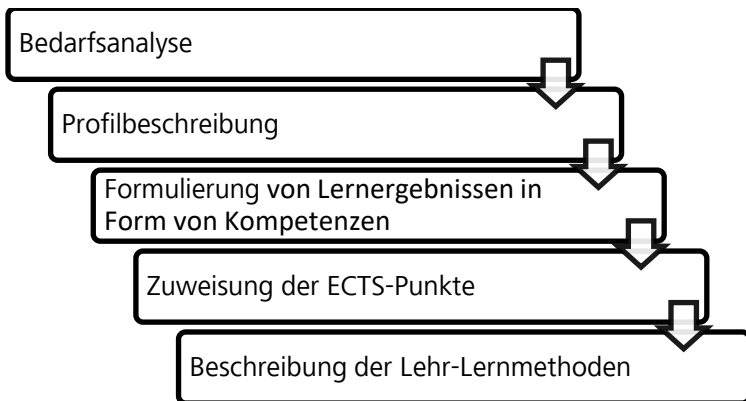 Bedarfsanalyse
Profilbeschreibung
Formulierung von Lernergebnissen in
Form von Kompetenzen
Zuweisung der ECTS-Punkte
Beschreibung der Lehr-Lernmethoden